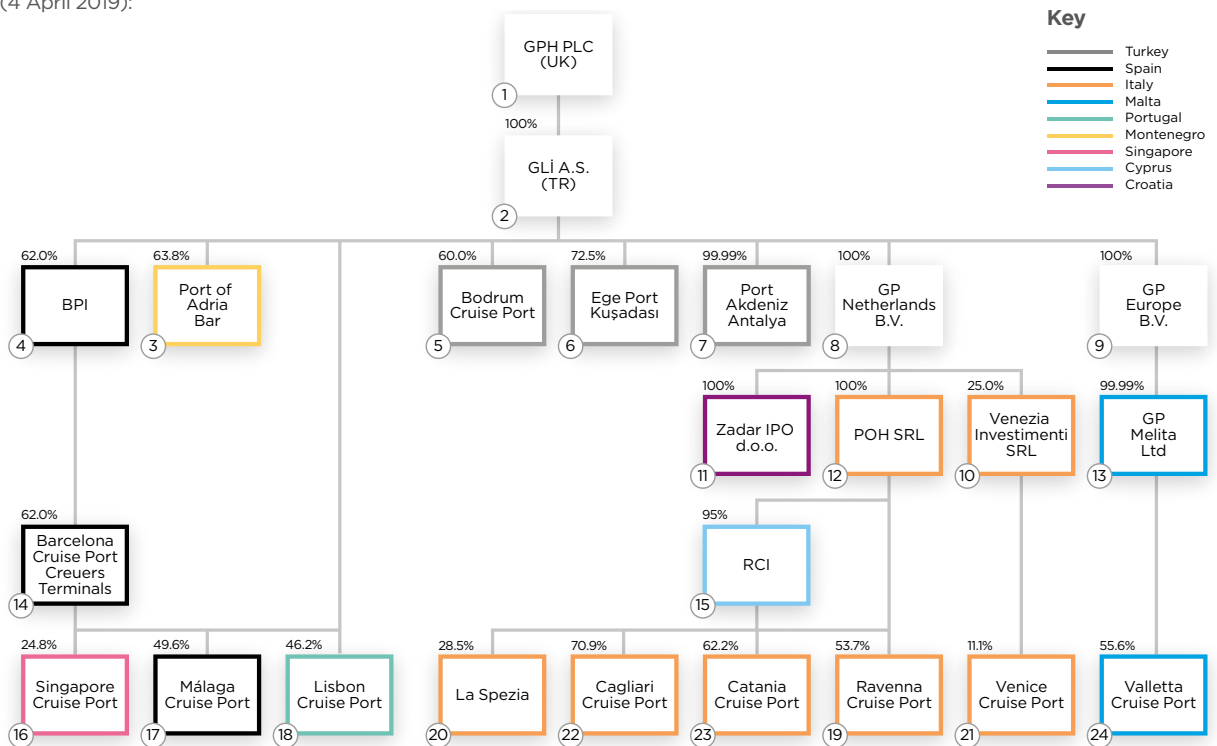 (4 April 2019):
Key
Turkey
Spain
Italy
Malta
Portugal
Montenegro
Singapore
Cyprus
Croatia
GPH PLC
(UK)
1
100%
GLİ A.S.
(TR)
2
62.0%
BPI
4
63.8%
Port of
Adria
Bar
3
60.0%
Bodrum
Cruise Port
5
72.5%
Ege Port
Kuşadası
6
99.99%
Port
Akdeniz
Antalya
7
100%
GP
Netherlands
B.V.
8
100%
GP
Europe
B.V.
9
100%
Zadar IPO
d.o.o.
11
100%
POH SRL
12
25.0%
Venezia
Investimenti
SRL
10
99.99%
GP
Melita
Ltd
13
62.0%
Barcelona
Cruise Port
Creuers
Terminals
14
95%
RCI
15
24.8%
Singapore
Cruise Port
16
49.6%
Málaga
Cruise Port
17
46.2%
Lisbon
Cruise Port
18
28.5%
La Spezia
20
70.9%
Cagliari
Cruise Port
22
62.2%
Catania
Cruise Port
23
53.7%
Ravenna
Cruise Port
19
11.1%
Venice
Cruise Port
21
55.6%
Valletta
Cruise Port
24